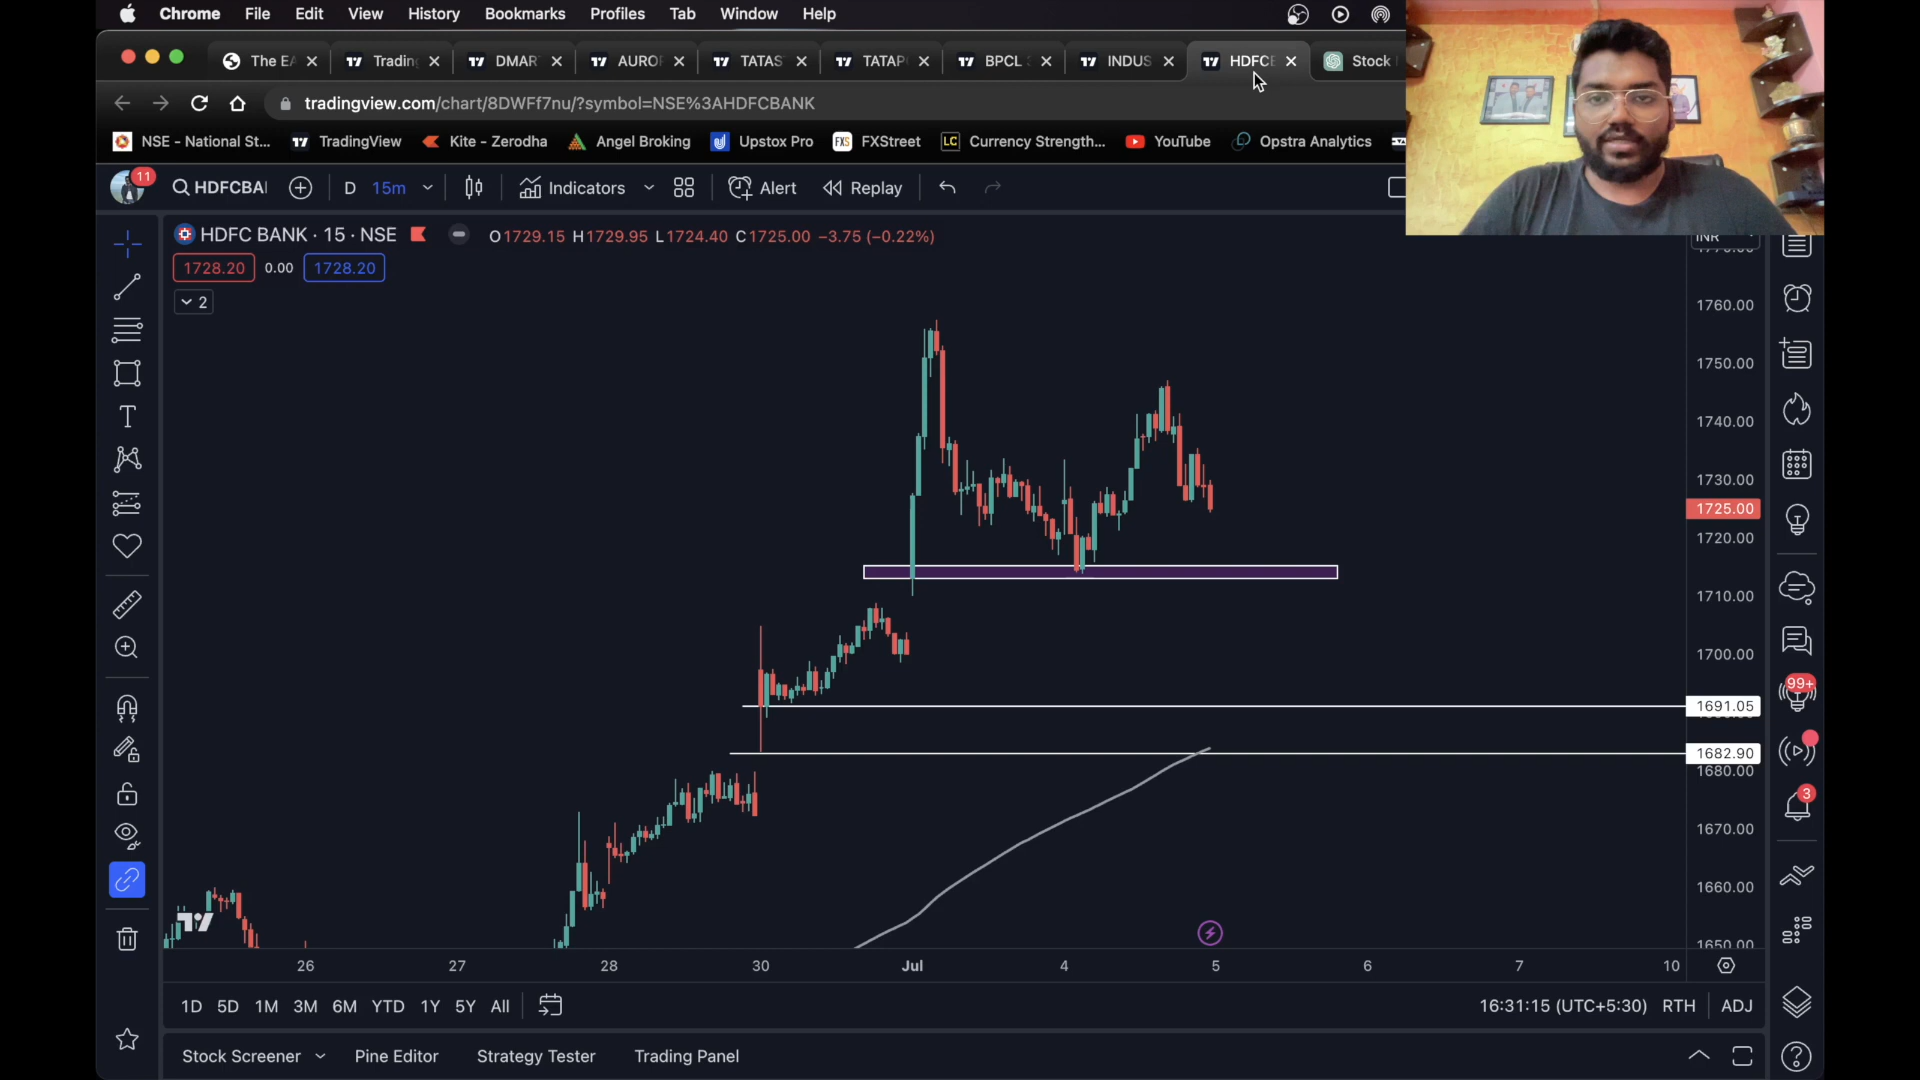 Chrome File Edit View History Bookmarks Profiles Tab Window Help
The EA Trading DMAR AURO TATAS TATAP BPCL INDUS HDFCB Stock
tradingview.com/chart/8DWFf7nu/?symbol=NSE%3AHDFCBANK
NSE - National St... TradingView Kite - Zerodha Angel Broking Upstox Pro FXStreet LC Currency Strength... YouTube Opstra Analytics
11 HDFCBA D 15m Indicators Alert Replay
HDFC BANK · 15 · NSE O1729.15 H1729.95 L1724.40 C1725.00 −3.75 (−0.22%)
INR
1728.20 0.00 1728.20
2
1760.00
1750.00
1740.00
1730.00
1725.00
1720.00
1710.00
1700.00
99+
1691.05
1682.90
1680.00
3
1670.00
1660.00
1650.00
26 27 28 30 Jul 4 5 6 7 10
1D 5D 1M 3M 6M YTD 1Y 5Y All 16:31:15 (UTC+5:30) RTH ADJ
Stock Screener Pine Editor Strategy Tester Trading Panel